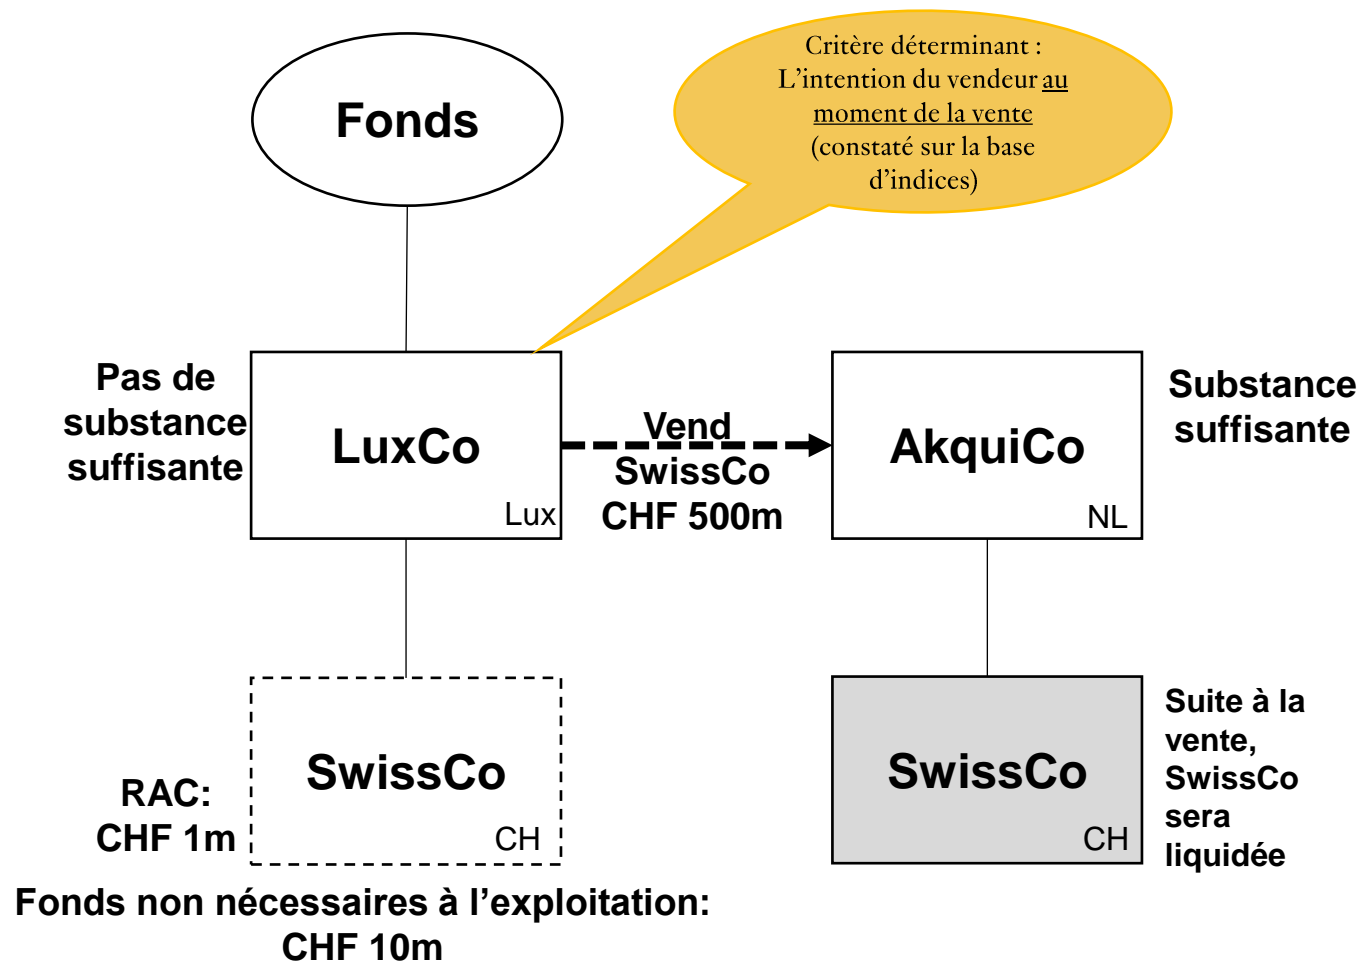 Fonds
Critère déterminant :
L'intention du vendeur au
moment de la vente
(constaté sur la base
d'indices)
Pas de
substance
suffisante
LuxCo
Lux
Vend
SwissCo
CHF 500m
AkquiCo
NL
Substance
suffisante
RAC:
CHF 1m
SwissCo
CH
SwissCo
CH
Suite à la
vente,
SwissCo
sera
liquidée
Fonds non nécessaires à l'exploitation:
CHF 10m